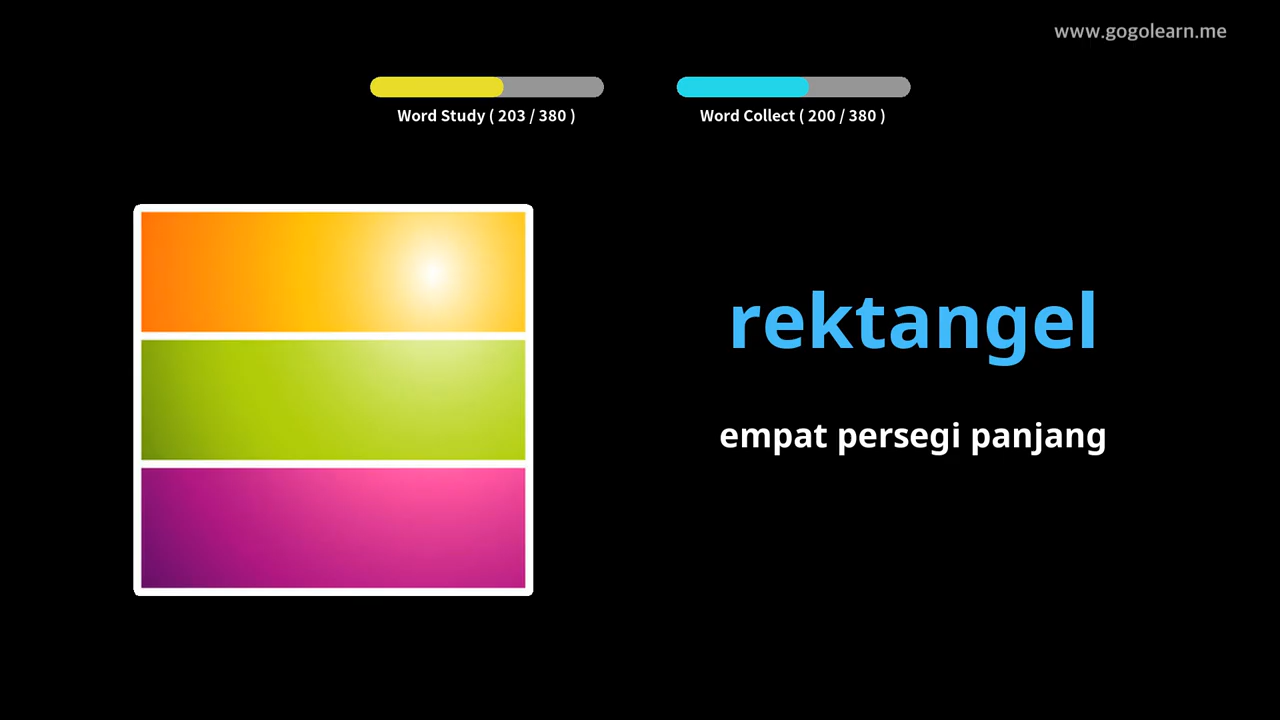 www.gogolearn.me
Word Study ( 203 / 380 )
Word Collect ( 200 / 380 )
rektangel
empat persegi panjang